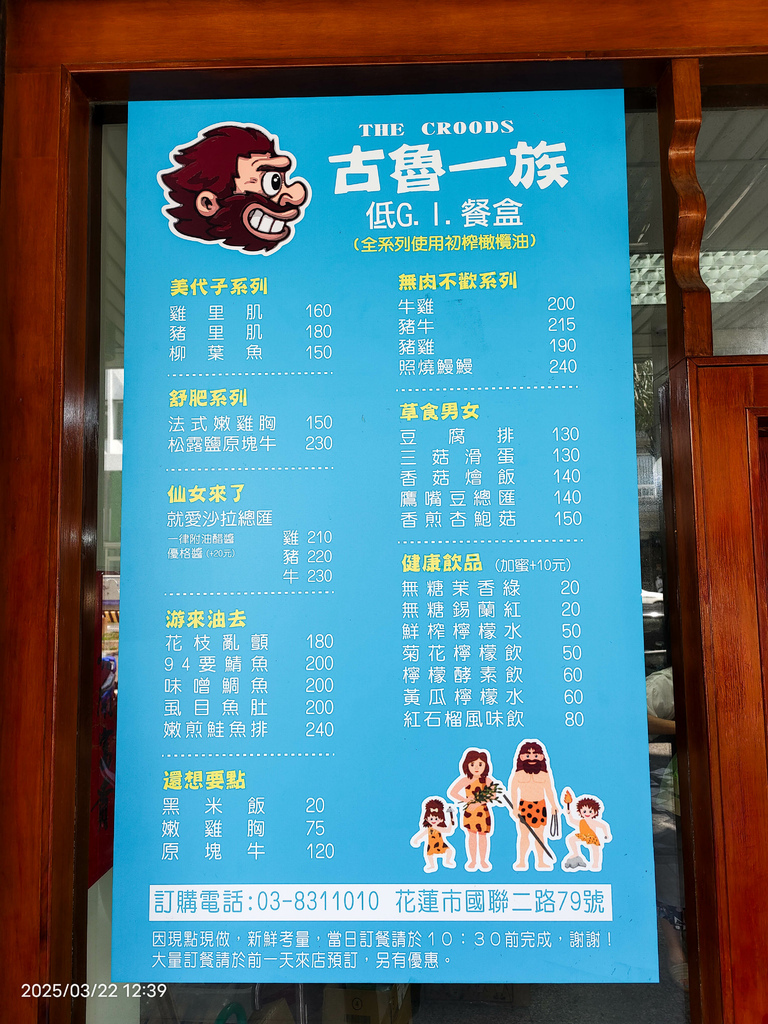 THE CROODS
古魯一族
低G.I.餐盒
(全系列使用初榨橄欖油)
美代子系列
雞里肌 160
豬里肌 180
柳葉魚 150
舒肥系列
法式嫩雞胸 150
松露鹽原塊牛 230
仙女來了
就愛沙拉總匯
一律附油醋醬 雞 210
優格醬(+20元) 豬 220
牛 230
游來油去
花枝亂顫 180
94要鯖魚 200
味噌鯛魚 200
虱目魚肚 200
嫩煎鮭魚排 240
還想要點
黑米飯 20
嫩雞胸 75
原塊牛 120
無肉不歡系列
牛雞 200
豬牛 215
豬雞 190
照燒鰻鰻 240
草食男女
豆腐排 130
三菇滑蛋 130
香菇燴飯 140
鷹嘴豆總匯 140
香煎杏鮑菇 150
健康飲品 (加蜜+10元)
無糖茉香綠 20
無糖錫蘭紅 20
鮮榨檸檬水 50
菊花檸檬飲 50
檸檬酵素飲 60
黃瓜檸檬水 60
紅石榴風味飲 80
訂購電話:03-8311010 花蓮市國聯二路79號
因現點現做，新鮮考量，當日訂餐請於10：30前完成，謝謝！
大量訂餐請於前一天來店預訂，另有優惠。
2025/03/22 12:39